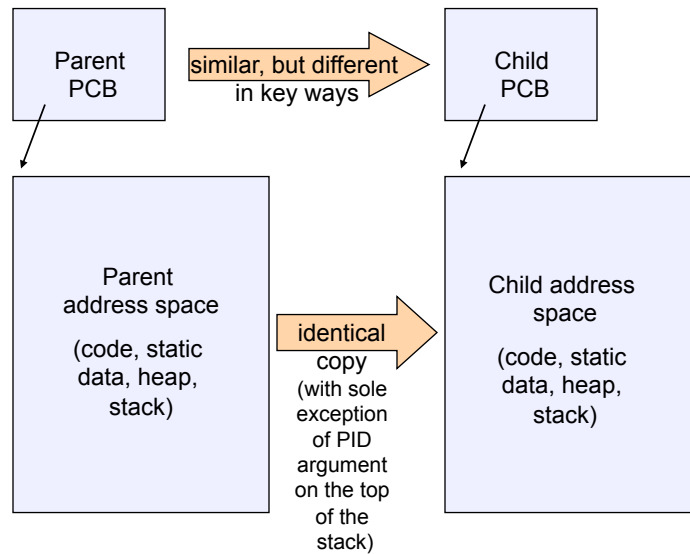 Parent
PCB
similar, but different
in key ways
Child
PCB
Parent
address space
(code, static
data, heap,
stack)
identical
copy
(with sole
exception
of PID
argument
on the top
of the
stack)
Child address
space
(code, static
data, heap,
stack)